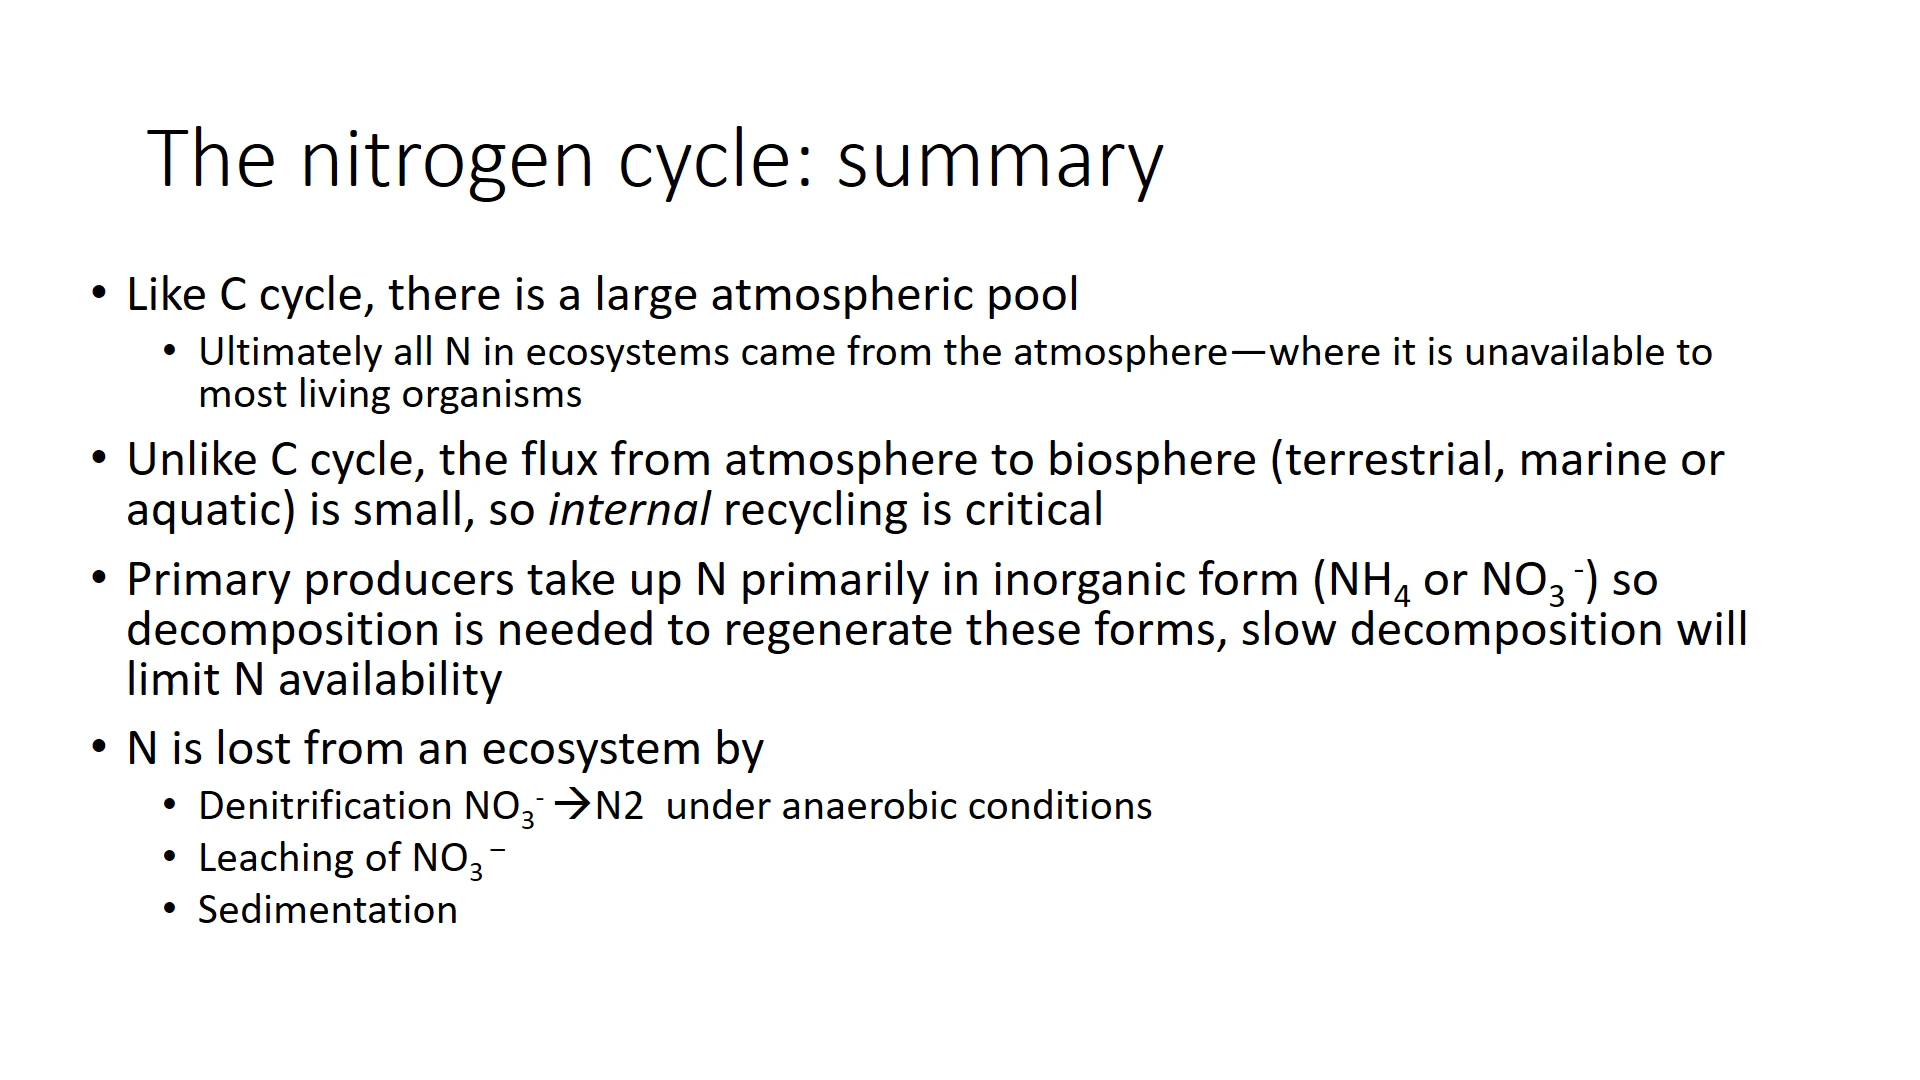 The nitrogen cycle: summary
• Like C cycle, there is a large atmospheric pool
• Ultimately all N in ecosystems came from the atmosphere—where it is unavailable to
most living organisms
• Unlike C cycle, the flux from atmosphere to biosphere (terrestrial, marine or
aquatic) is small, so internal recycling is critical
• Primary producers take up N primarily in inorganic form (NH₄ or NO₃ ⁻) so
decomposition is needed to regenerate these forms, slow decomposition will
limit N availability
• N is lost from an ecosystem by
• Denitrification NO₃⁻ →N2 under anaerobic conditions
• Leaching of NO₃ ⁻
• Sedimentation